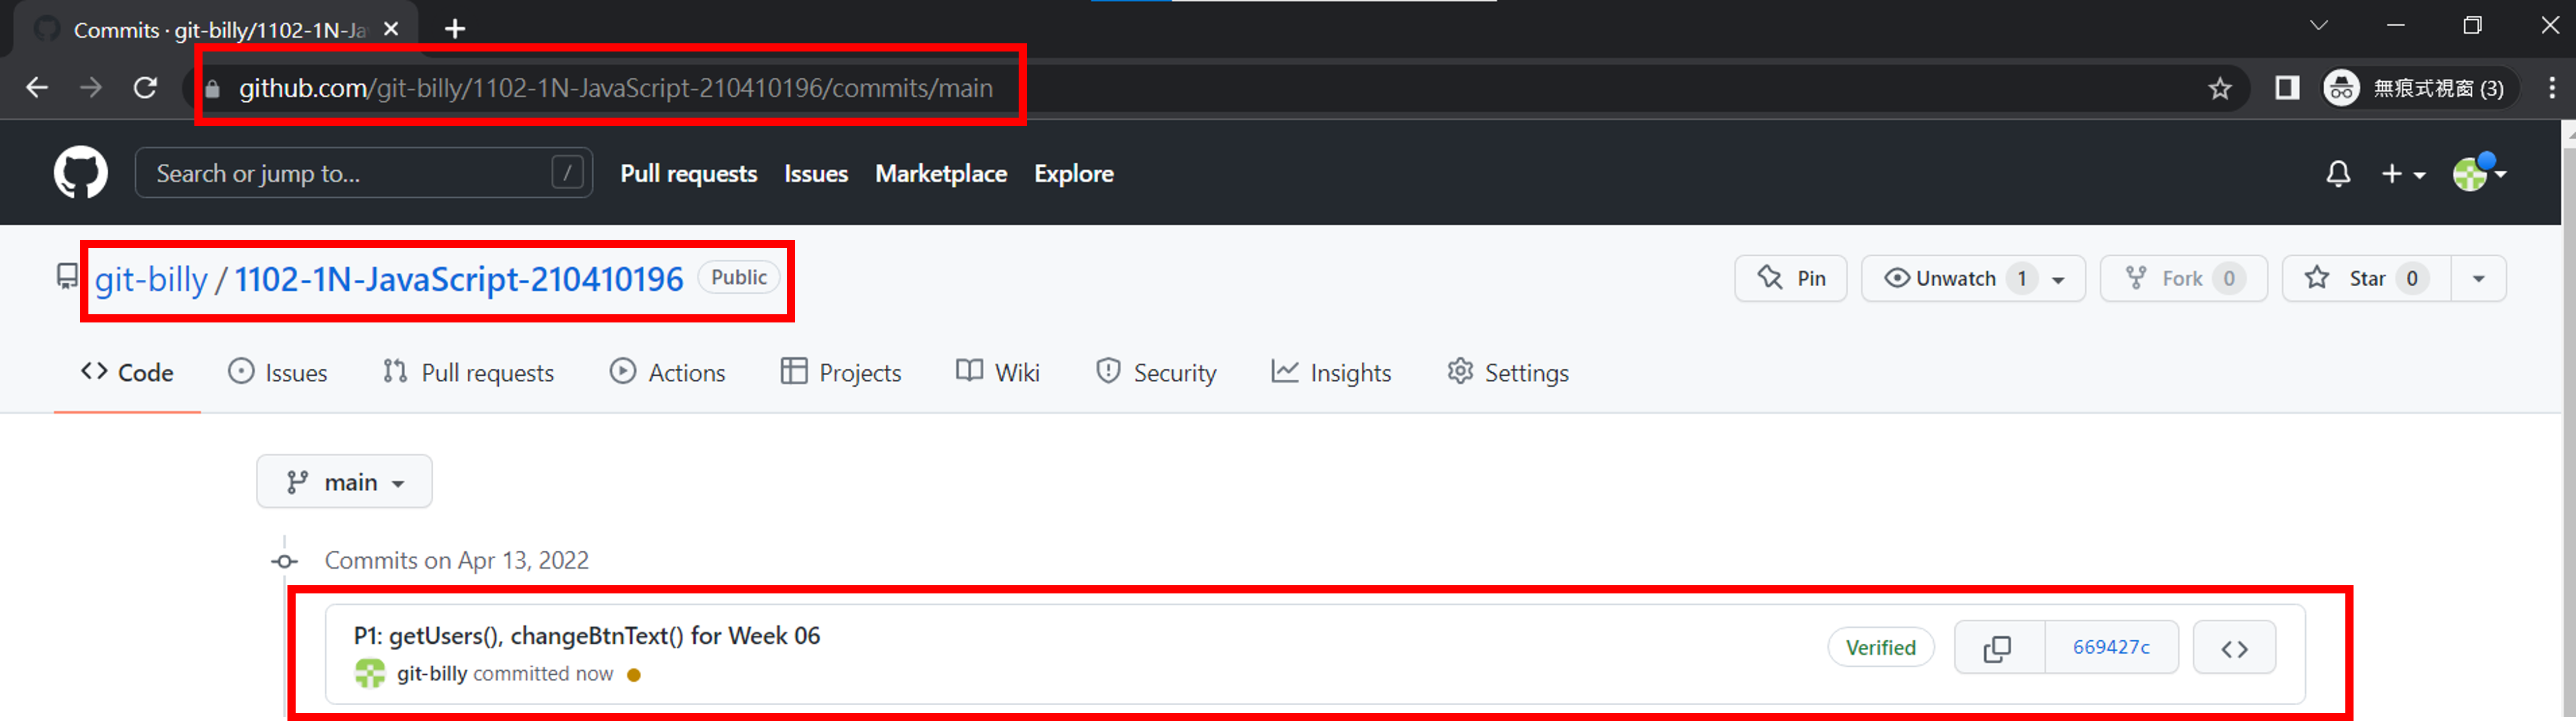 Commits · git-billy/1102-1N-Ja
github.com/git-billy/1102-1N-JavaScript-210410196/commits/main
無痕式視窗 (3)
Search or jump to... /
Pull requests Issues Marketplace Explore
git-billy / 1102-1N-JavaScript-210410196 Public
Pin
Unwatch 1
Fork 0
Star 0
Code Issues Pull requests Actions Projects Wiki Security Insights Settings
main
Commits on Apr 13, 2022
P1: getUsers(), changeBtnText() for Week 06
git-billy committed now
Verified
669427c